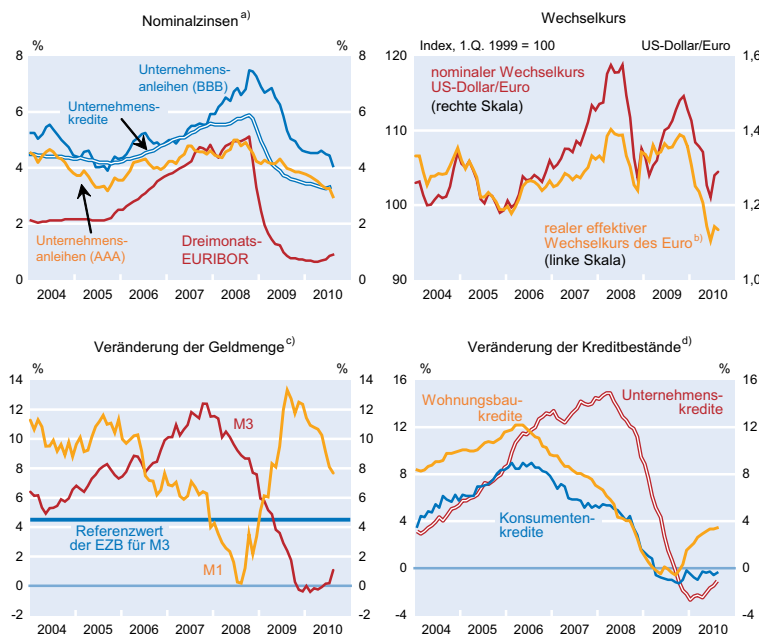 Nominalzinsen a)
% %
8 8
6 6
4 4
2 2
0 0
Unternehmens-
anleihen (BBB)
Unternehmens-
kredite
Unternehmens-
anleihen (AAA)
Dreimonats-
EURIBOR
2004 2005 2006 2007 2008 2009 2010
Wechselkurs
Index, 1.Q. 1999 = 100 US-Dollar/Euro
120 1,6
110 1,4
100 1,2
90 1,0
nominaler Wechselkurs
US-Dollar/Euro
(rechte Skala)
realer effektiver
Wechselkurs des Euro b)
(linke Skala)
2004 2005 2006 2007 2008 2009 2010
Veränderung der Geldmenge c)
% %
14 14
12 12
10 10
8 8
6 6
4 4
2 2
0 0
-2 -2
M3
Referenzwert
der EZB für M3
M1
2004 2005 2006 2007 2008 2009 2010
Veränderung der Kreditbestände d)
% %
16 16
12 12
8 8
4 4
0 0
-4 -4
Wohnungsbau-
kredite
Unternehmens-
kredite
Konsumenten-
kredite
2004 2005 2006 2007 2008 2009 2010